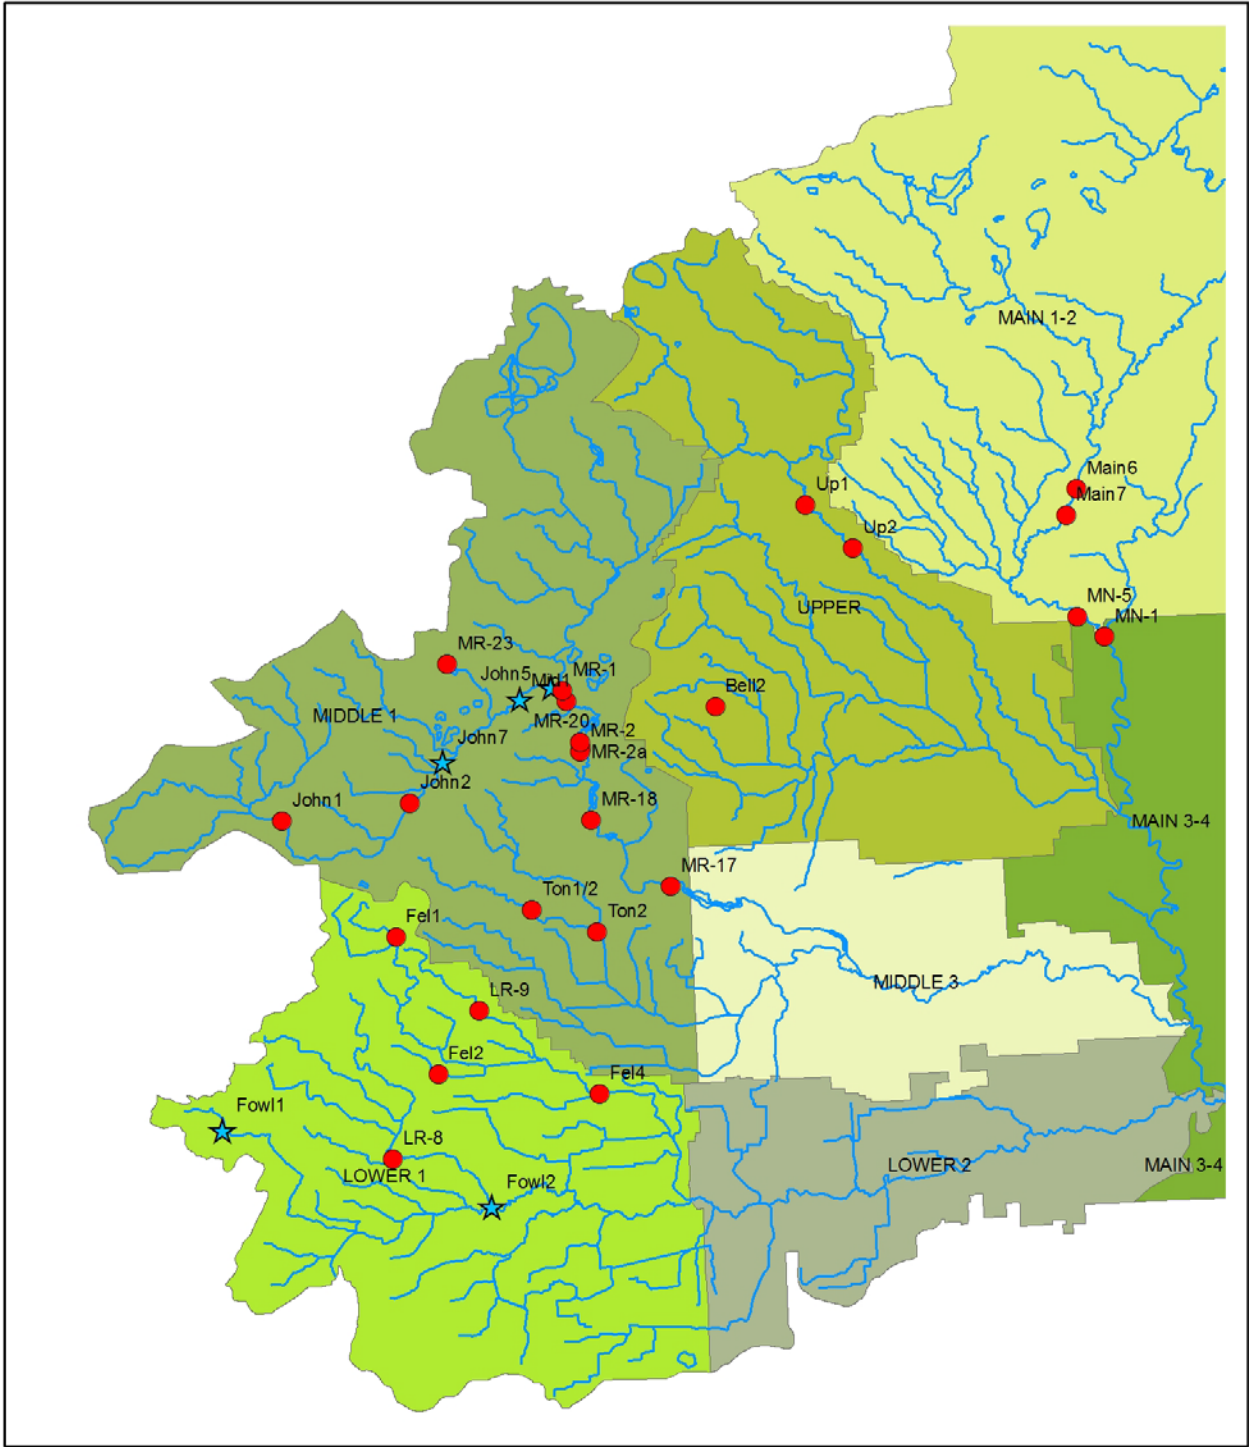 MAIN 1-2
Main6
Main7
Up1
Up2
MN-5
UPPER
MN-1
MR-23
John5
Mid1
MR-1
Bell2
MIDDLE 1
MR-20
MR-2
John7
MR-2a
John2
John1
MR-18
MAIN 3-4
MR-17
Ton1/2
Fel1
Ton2
MIDDLE 3
LR-9
Fel2
Fel4
Fowl1
LR-8
LOWER 2
MAIN 3-4
LOWER 1
Fowl2